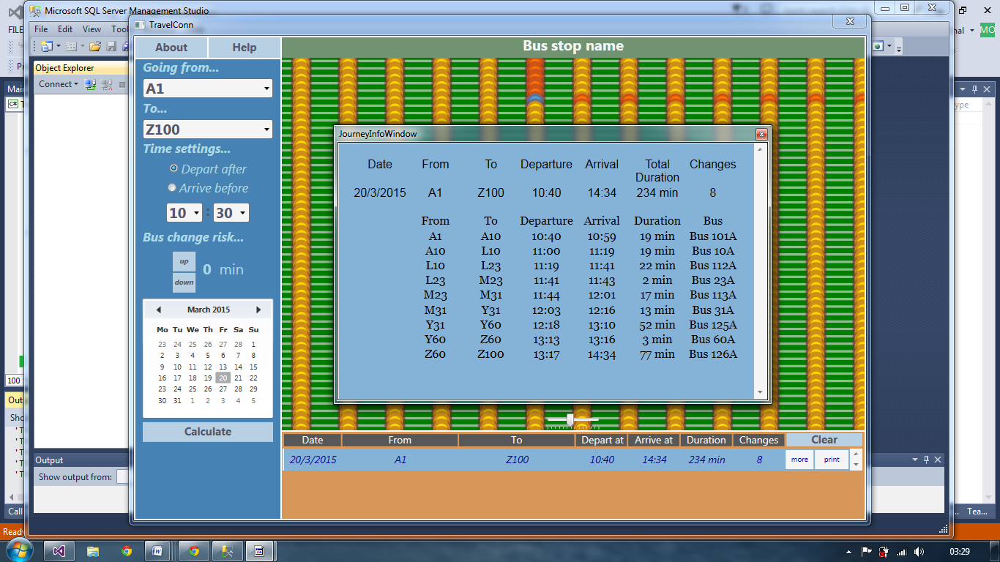 Microsoft SQL Server Management Studio
File Edit View
TravelConn
FILE
About Help
Bus stop name
Object Explorer
Connect
Going from...
A1
To...
Z100
Time settings...
Depart after
Arrive before
10 : 30
Bus change risk...
up
0 min
down
March 2015
Mo Tu We Th Fr Sa Su
23 24 25 26 27 28 1
2 3 4 5 6 7 8
9 10 11 12 13 14 15
16 17 18 19 20 21 22
23 24 25 26 27 28 29
30 31 1 2 3 4 5
Calculate
JourneyInfoWindow
Date From To Departure Arrival Total Duration Changes
20/3/2015 A1 Z100 10:40 14:34 234 min 8
From To Departure Arrival Duration Bus
A1 A10 10:40 10:59 19 min Bus 101A
A10 L10 11:00 11:19 19 min Bus 10A
L10 L23 11:19 11:41 22 min Bus 112A
L23 M23 11:41 11:43 2 min Bus 23A
M23 M31 11:44 12:01 17 min Bus 113A
M31 Y31 12:03 12:16 13 min Bus 31A
Y31 Y60 12:18 13:10 52 min Bus 125A
Y60 Z60 13:13 13:16 3 min Bus 60A
Z60 Z100 13:17 14:34 77 min Bus 126A
Date From To Depart at Arrive at Duration Changes Clear
20/3/2015 A1 Z100 10:40 14:34 234 min 8 more print
Output
Show output from:
MO
C#
100
Call
Tea...
Ready
03:29